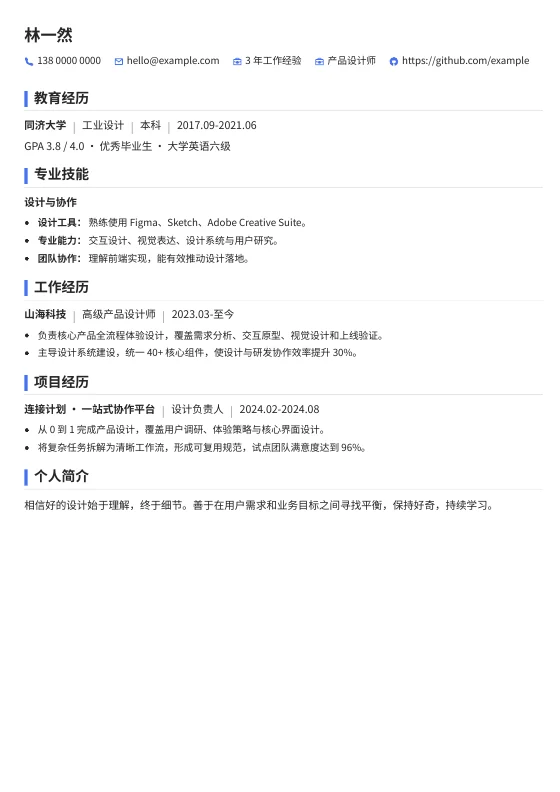 林一然
138 0000 0000 hello@example.com 3 年工作经验 产品设计师 https://github.com/example
教育经历
同济大学 | 工业设计 | 本科 | 2017.09-2021.06
GPA 3.8 / 4.0 • 优秀毕业生 • 大学英语六级
专业技能
设计与协作
• 设计工具： 熟练使用 Figma、Sketch、Adobe Creative Suite。
• 专业能力： 交互设计、视觉表达、设计系统与用户研究。
• 团队协作： 理解前端实现，能有效推动设计落地。
工作经历
山海科技 | 高级产品设计师 | 2023.03-至今
• 负责核心产品全流程体验设计，覆盖需求分析、交互原型、视觉设计和上线验证。
• 主导设计系统建设，统一 40+ 核心组件，使设计与研发协作效率提升 30%。
项目经历
连接计划 • 一站式协作平台 | 设计负责人 | 2024.02-2024.08
• 从 0 到 1 完成产品设计，覆盖用户调研、体验策略与核心界面设计。
• 将复杂任务拆解为清晰工作流，形成可复用规范，试点团队满意度达到 96%。
个人简介
相信好的设计始于理解，终于细节。善于在用户需求和业务目标之间寻找平衡，保持好奇，持续学习。